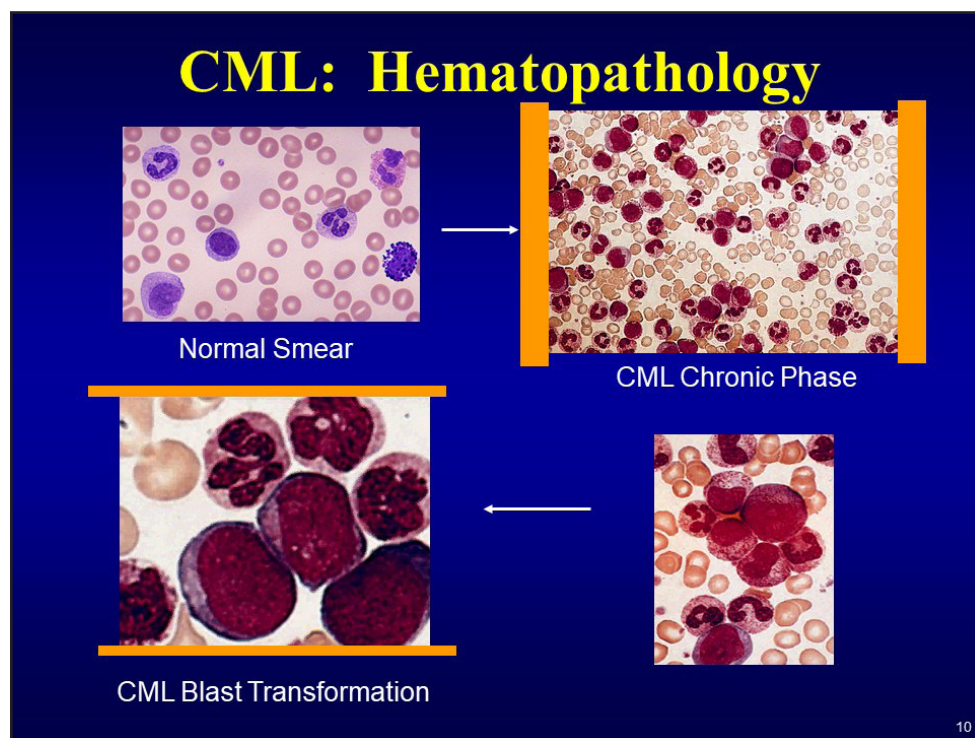 CML: Hematopathology
Normal Smear
CML Chronic Phase
CML Blast Transformation
10